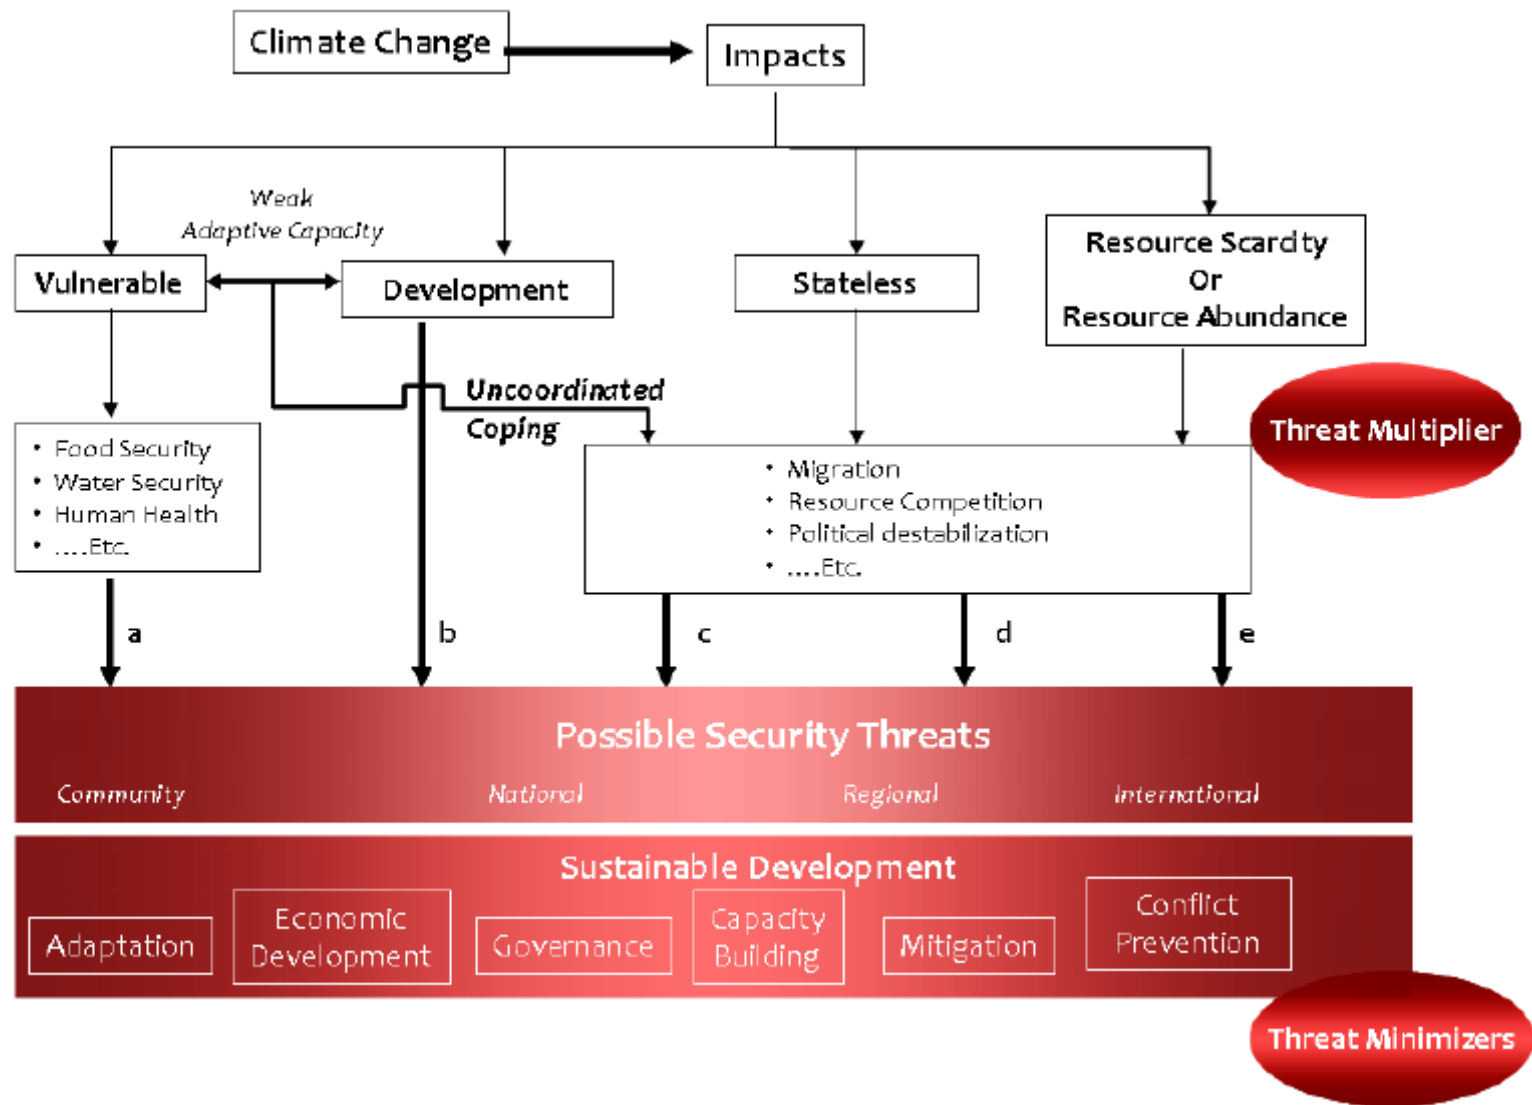 Climate Change
Impacts
Weak
Adaptive Capacity
Vulnerable
Development
Stateless
Resource Scarcity
Or
Resource Abundance
Uncoordinated
Coping
Threat Multiplier
• Food Security
• Water Security
• Human Health
• ....Etc.
• Migration
• Resource Competition
• Political destabilization
• ....Etc.
a
b
c
d
e
Possible Security Threats
Community
National
Regional
International
Sustainable Development
Adaptation
Economic
Development
Governance
Capacity
Building
Mitigation
Conflict
Prevention
Threat Minimizers